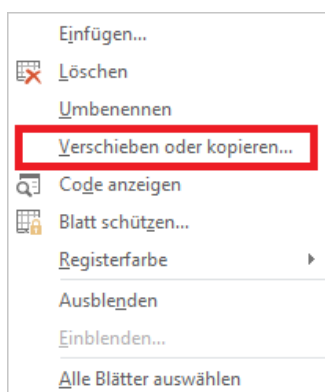 Einfügen...
Löschen
Umbenennen
Verschieben oder kopieren...
Code anzeigen
Blatt schützen...
Registerfarbe
Ausblenden
Einblenden...
Alle Blätter auswählen